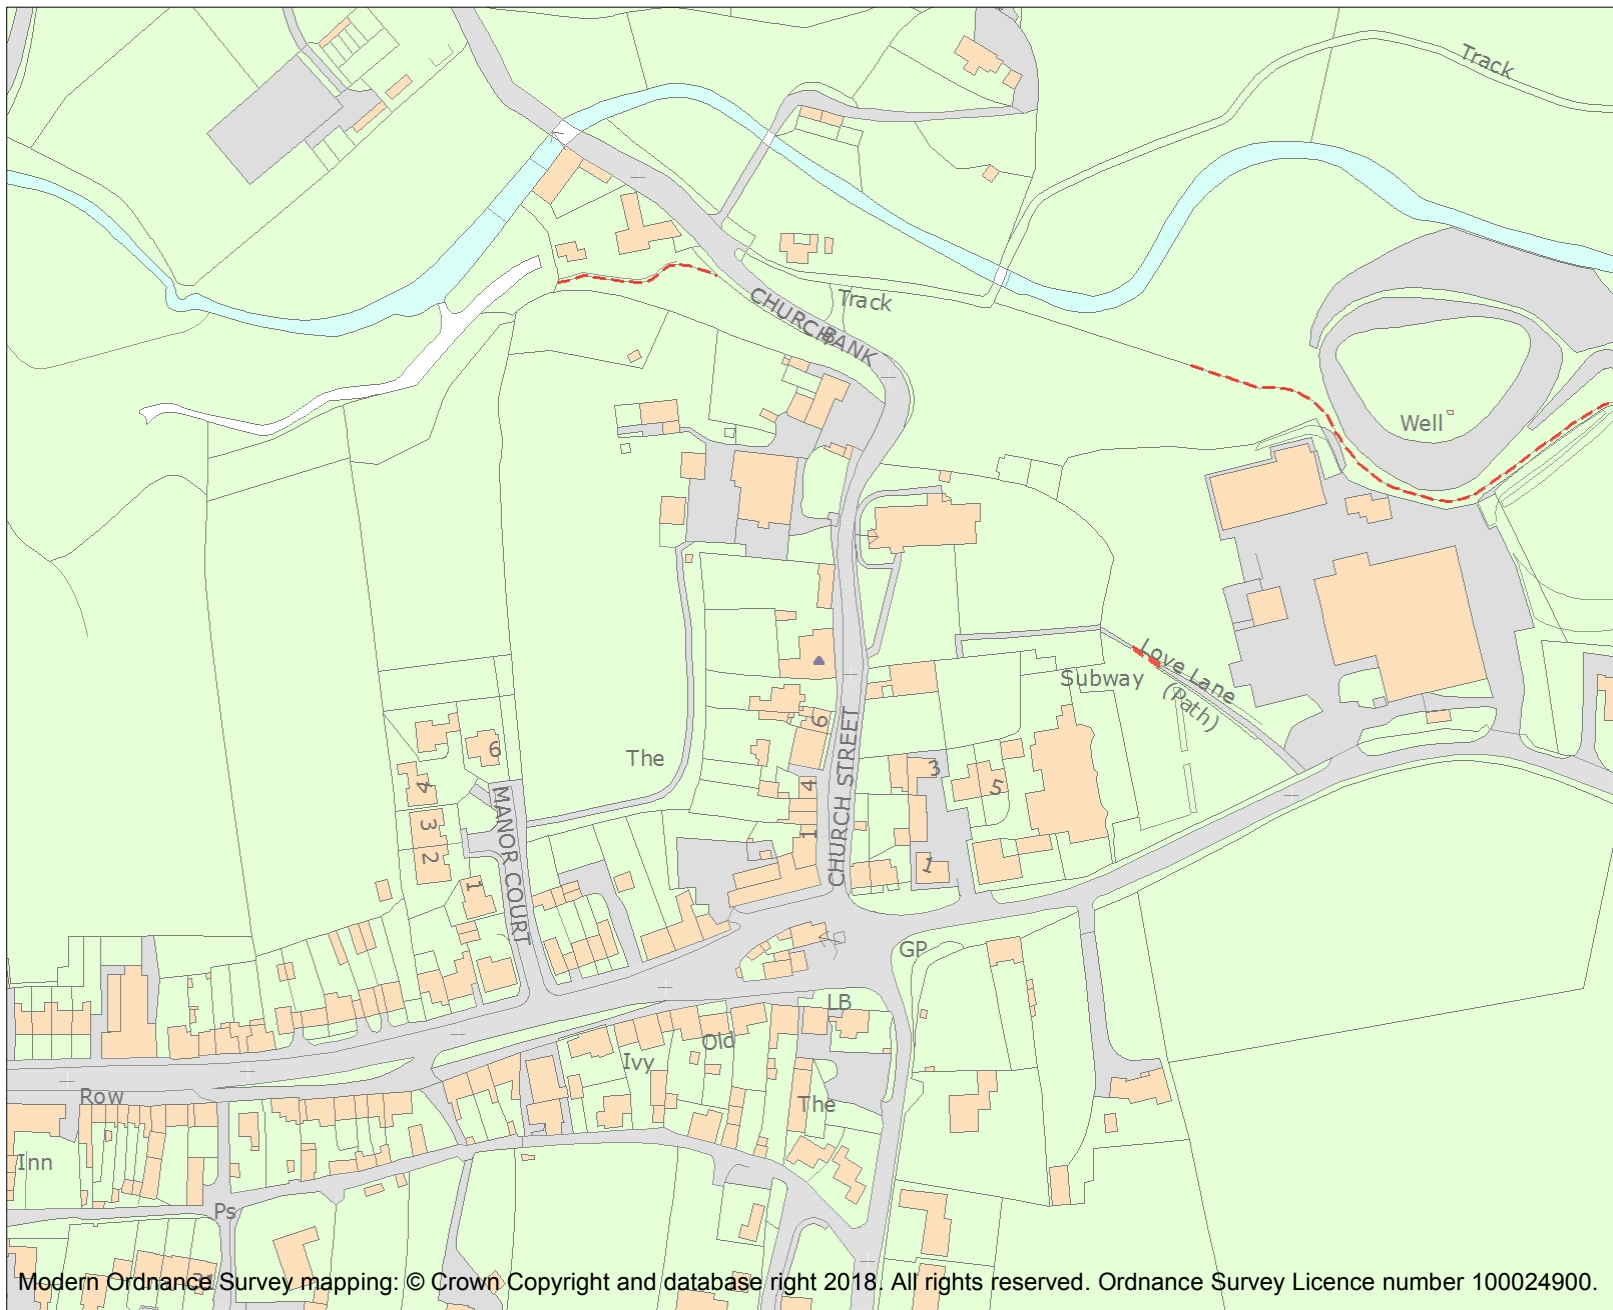 Track
Track
CHURCH BANK
Well
Love Lane
(Path)
Subway
6
The
CHURCH STREET
6
4
3
5
4
MANOR COURT
3
2
1
1
1
GP
LB
Old
Ivy
Row
The
Inn
Ps
Modern Ordnance Survey mapping: © Crown Copyright and database right 2018. All rights reserved. Ordnance Survey Licence number 100024900.